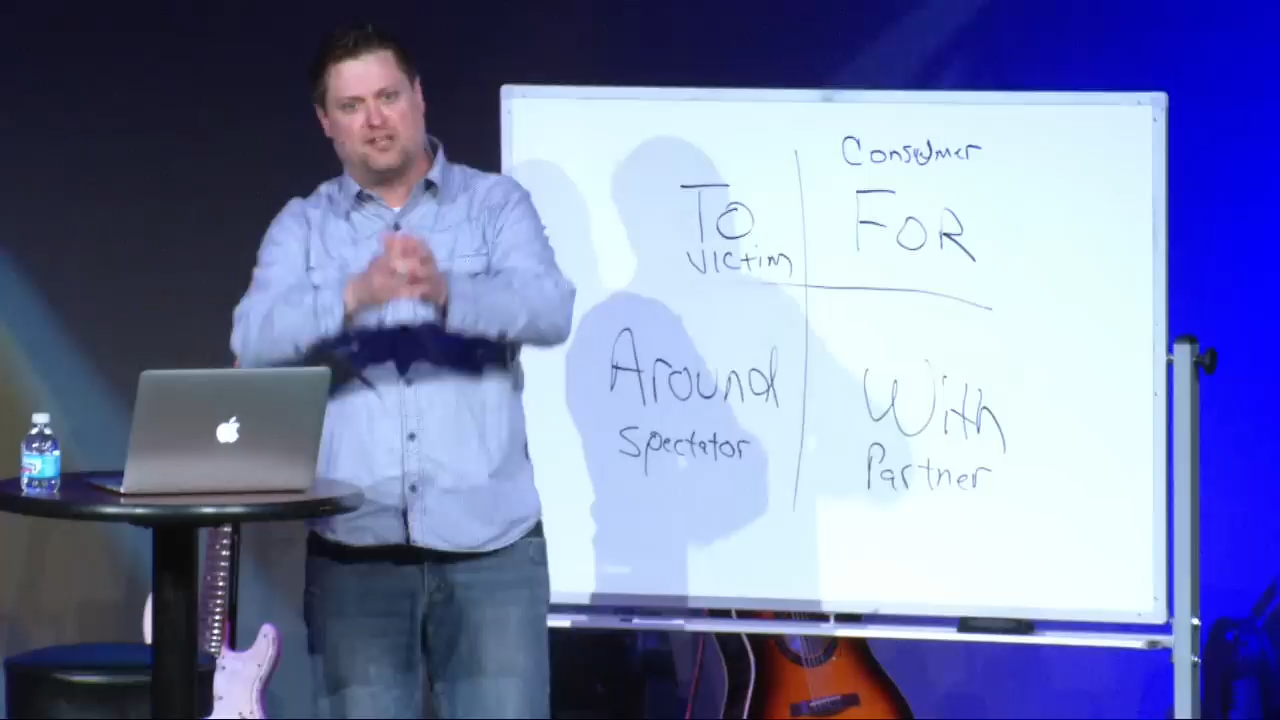 Consumer
TO
FOR
Victim
Around
With
Spectator
Partner